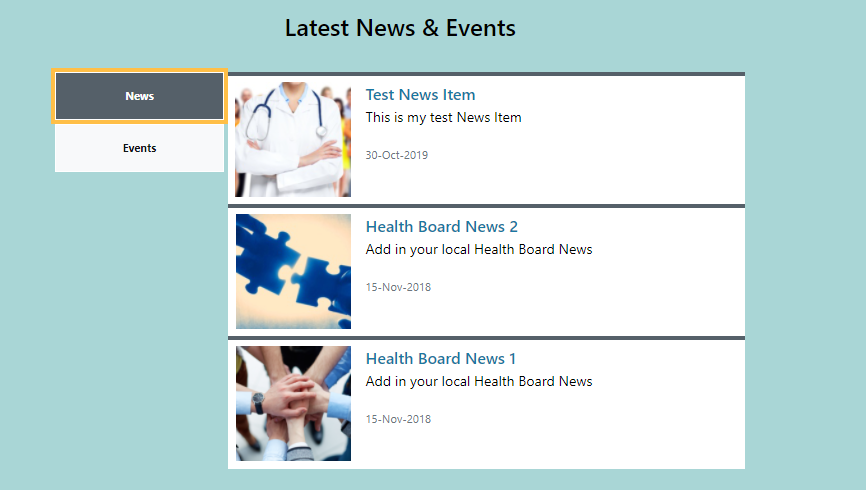 Latest News & Events
News
Events
Test News Item
This is my test News Item
30-Oct-2019
Health Board News 2
Add in your local Health Board News
15-Nov-2018
Health Board News 1
Add in your local Health Board News
15-Nov-2018